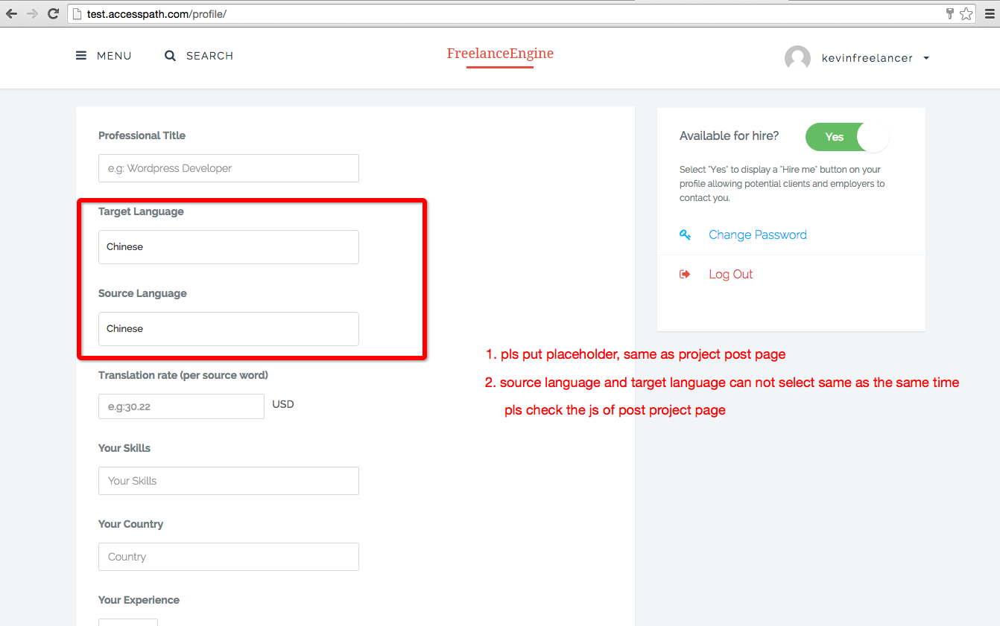 test.accesspath.com/profile/
MENU
SEARCH
FreelanceEngine
kevinfreelancer
Professional Title
e.g: Wordpress Developer
Target Language
Chinese
Source Language
Chinese
Translation rate (per source word)
e.g:30.22
USD
Your Skills
Your Skills
Your Country
Country
Your Experience
Available for hire?
Yes
Select "Yes" to display a "Hire me" button on your
profile allowing potential clients and employers to
contact you.
Change Password
Log Out
1. pls put placeholder, same as project post page
2. source language and target language can not select same as the same time
pls check the js of post project page